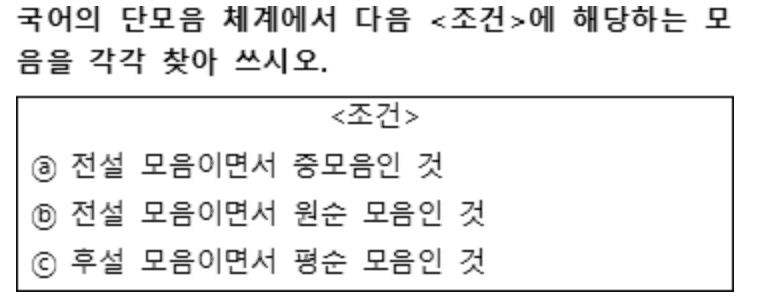 국어의 단모음 체계에서 다음 <조건>에 해당하는 모
음을 각각 찾아 쓰시오.
<조건>
ⓐ 전설 모음이면서 중모음인 것
ⓑ 전설 모음이면서 원순 모음인 것
ⓒ 후설 모음이면서 평순 모음인 것